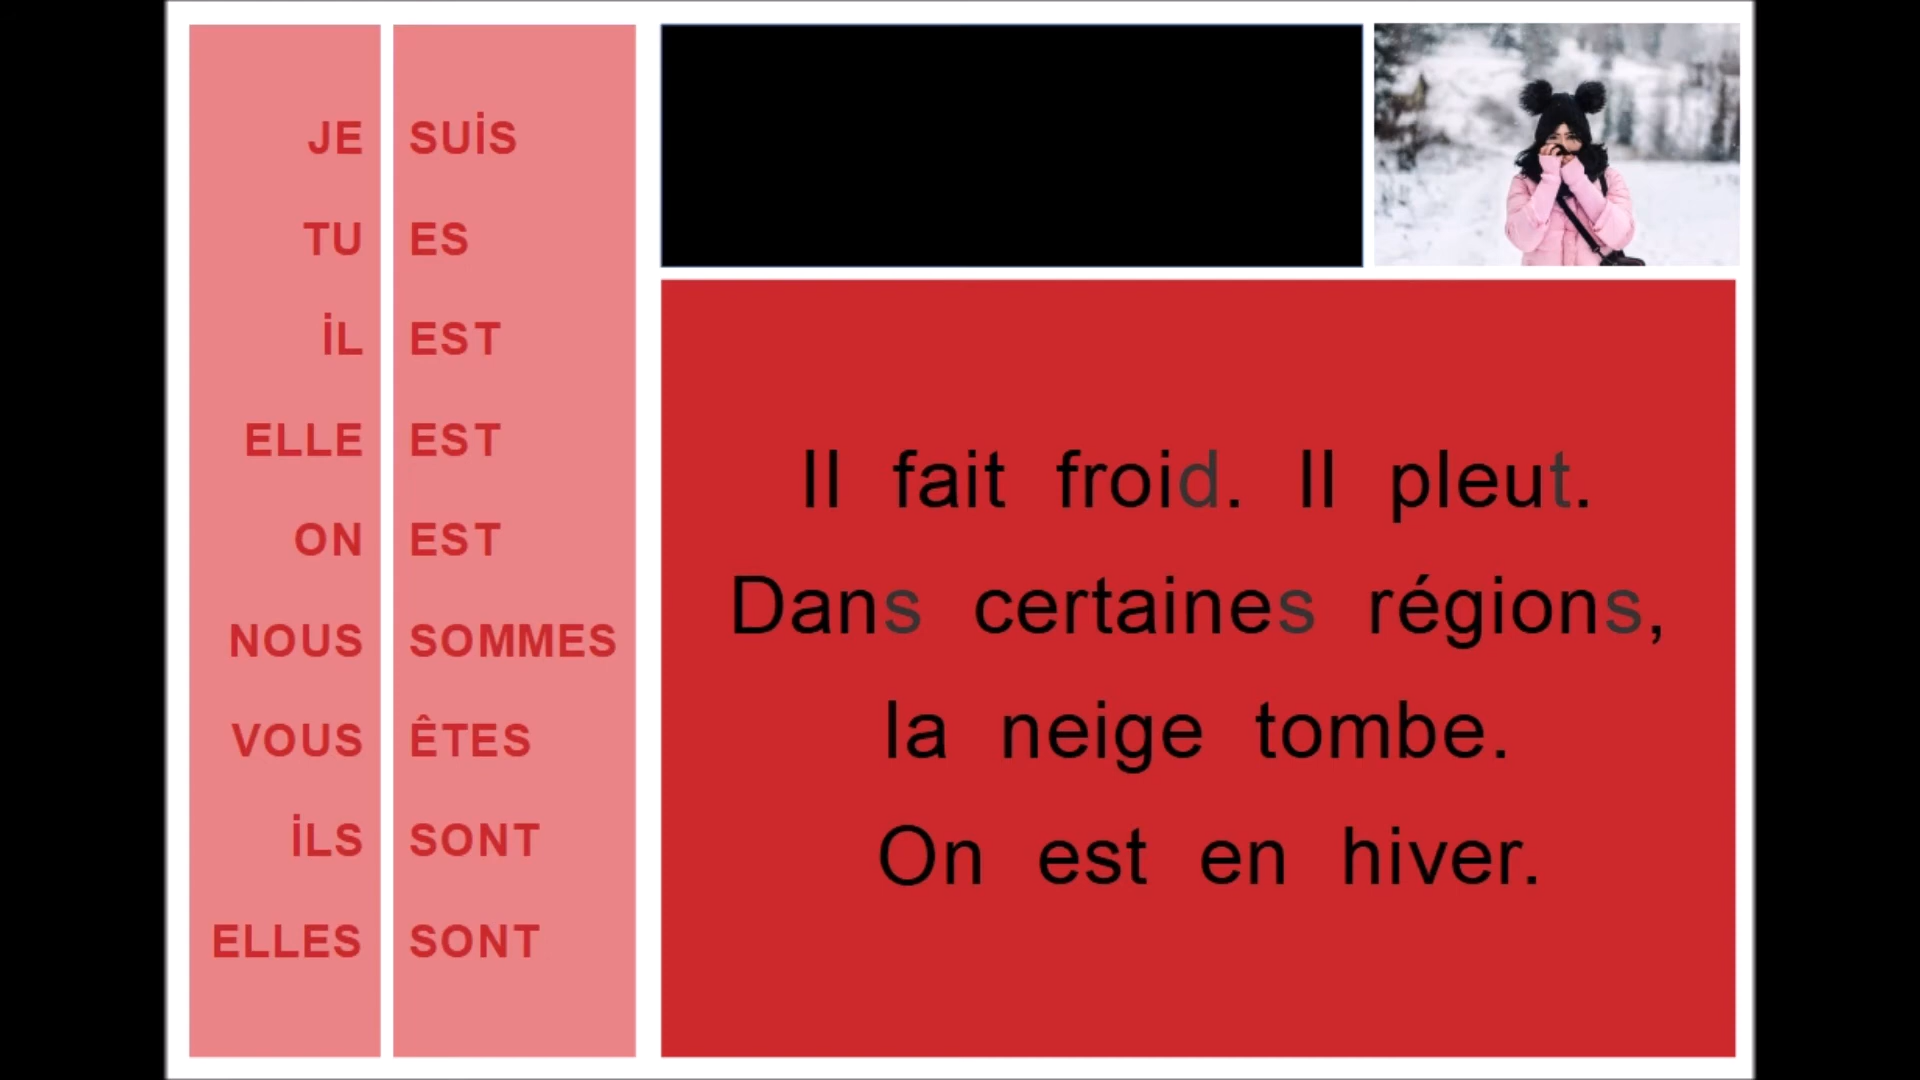 JE SUİS
TU ES
İL EST
ELLE EST
ON EST
NOUS SOMMES
VOUS ÊTES
İLS SONT
ELLES SONT
Il fait froid. Il pleut.
Dans certaines régions,
la neige tombe.
On est en hiver.